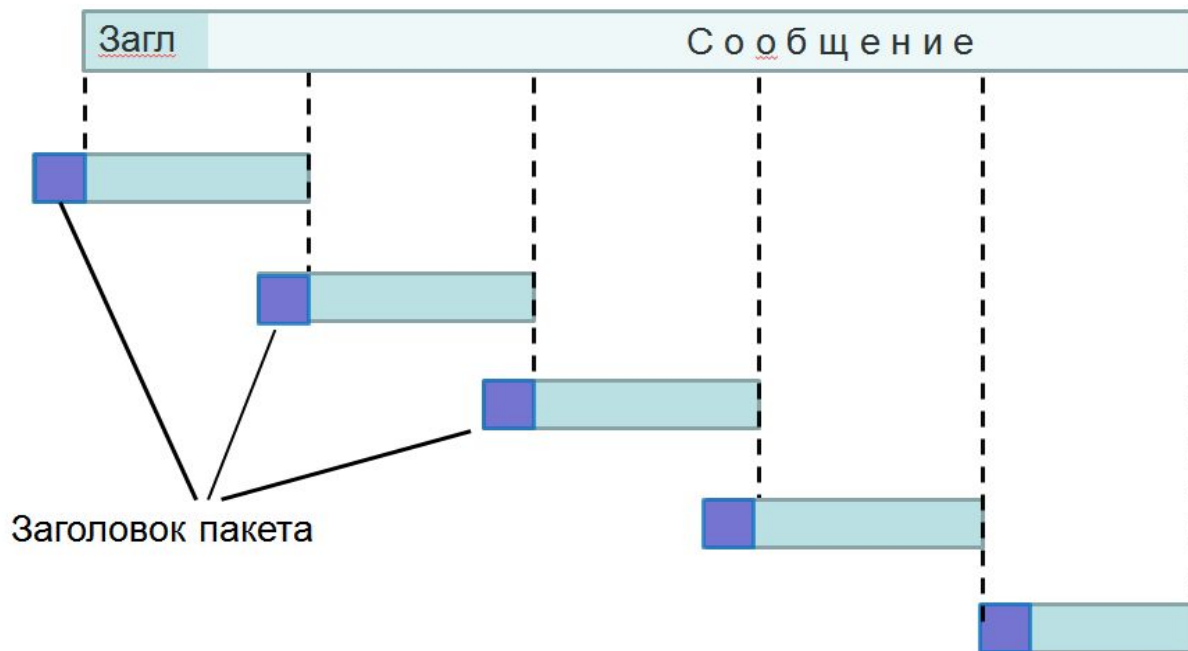 Загл
С о о б щ е н и е
Заголовок пакета